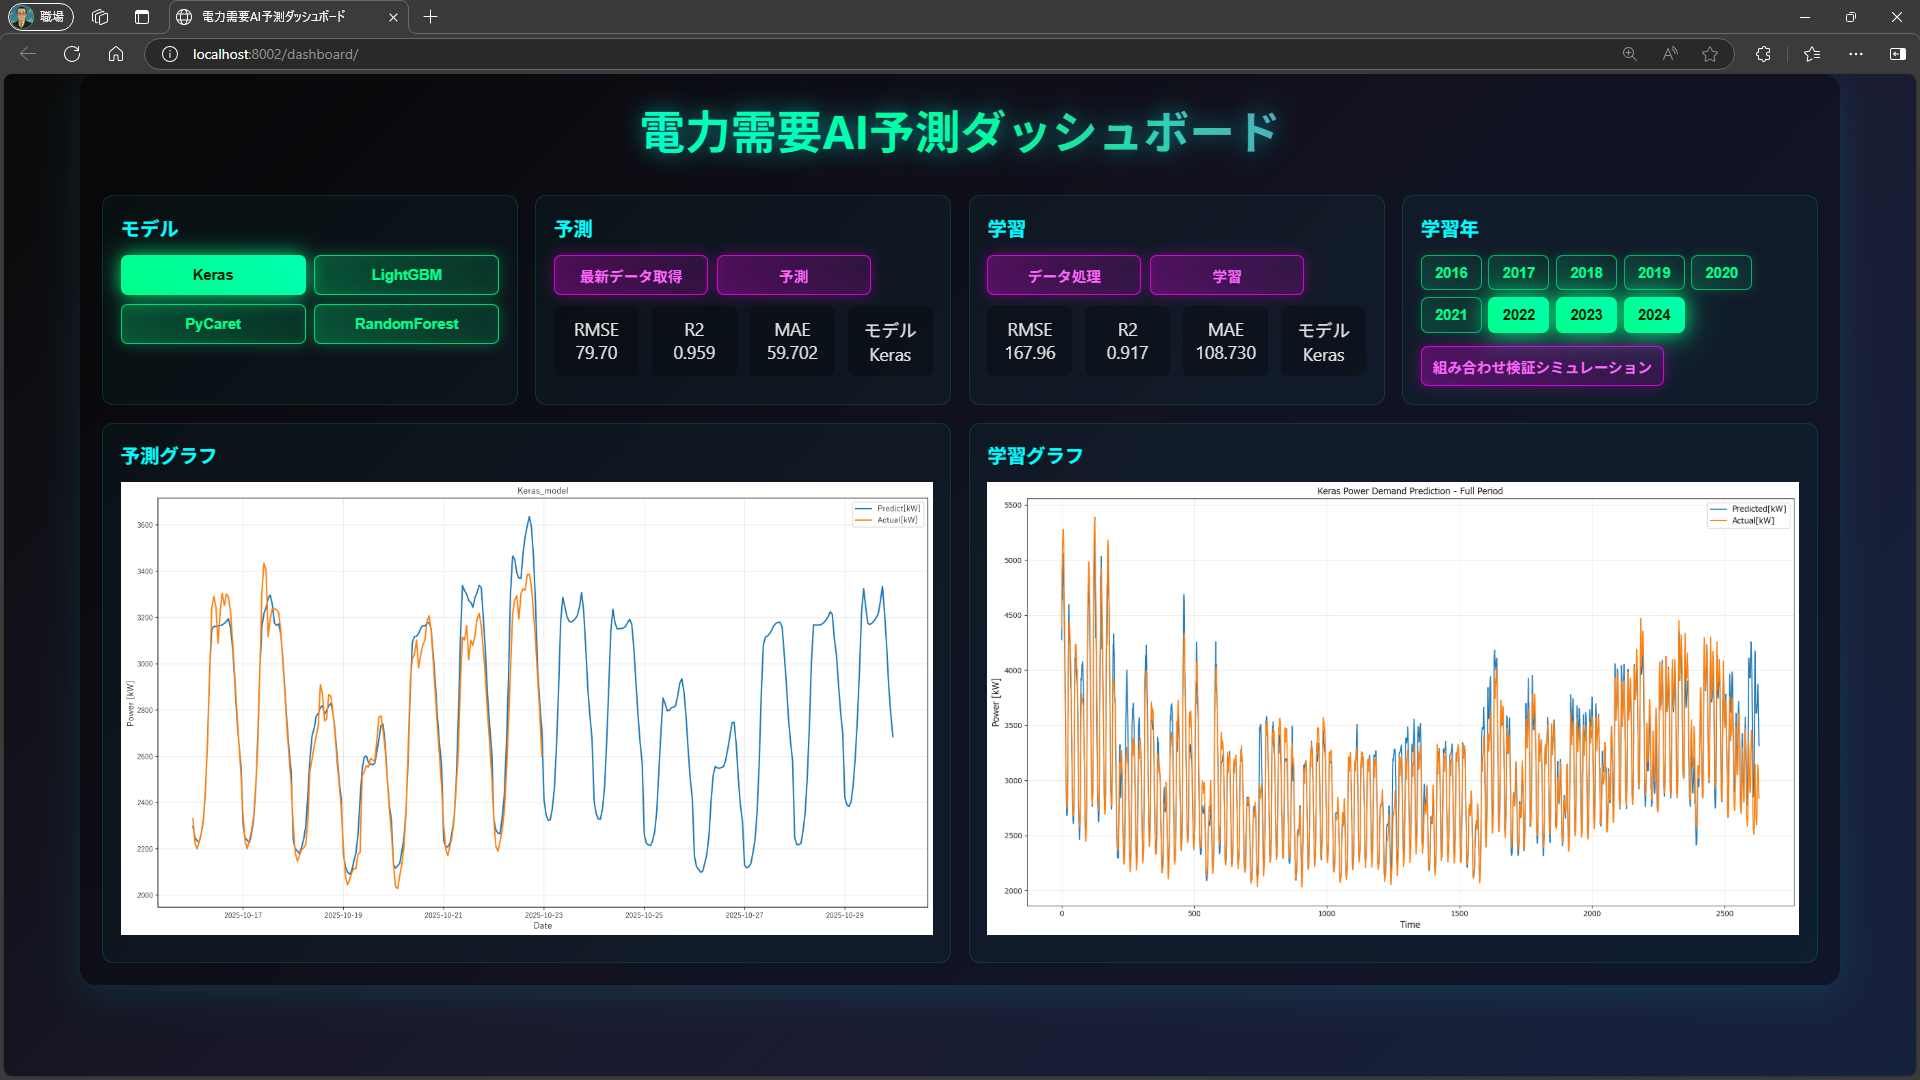 職場
電力需要AI予測ダッシュボード
localhost:8002/dashboard/
電力需要AI予測ダッシュボード
モデル
Keras
LightGBM
PyCaret
RandomForest
予測
最新データ取得
予測
RMSE
79.70
R2
0.959
MAE
59.702
モデル
Keras
学習
データ処理
学習
RMSE
167.96
R2
0.917
MAE
108.730
モデル
Keras
学習年
2016
2017
2018
2019
2020
2021
2022
2023
2024
組み合わせ検証シミュレーション
予測グラフ
Keras_model
Predict[kW]
Actual[kW]
Power [kW]
3600
3400
3200
3000
2800
2600
2400
2200
2000
2025-10-17
2025-10-19
2025-10-21
2025-10-23
2025-10-25
2025-10-27
2025-10-29
Date
学習グラフ
Keras Power Demand Prediction - Full Period
Predicted[kW]
Actual[kW]
Power [kW]
5500
5000
4500
4000
3500
3000
2500
2000
0
500
1000
1500
2000
2500
Time